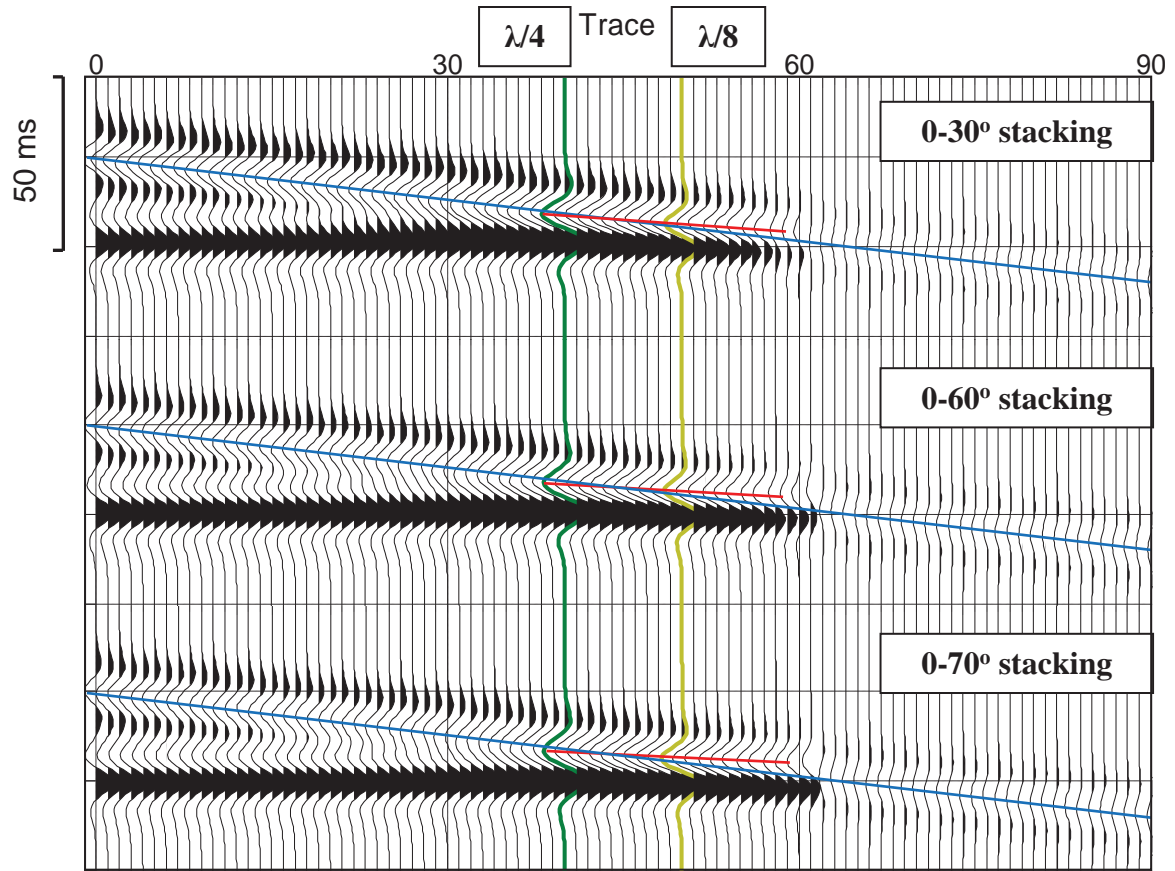 λ/4 Trace λ/8
0 30 60 90
50 ms
0-30º stacking
0-60º stacking
0-70º stacking